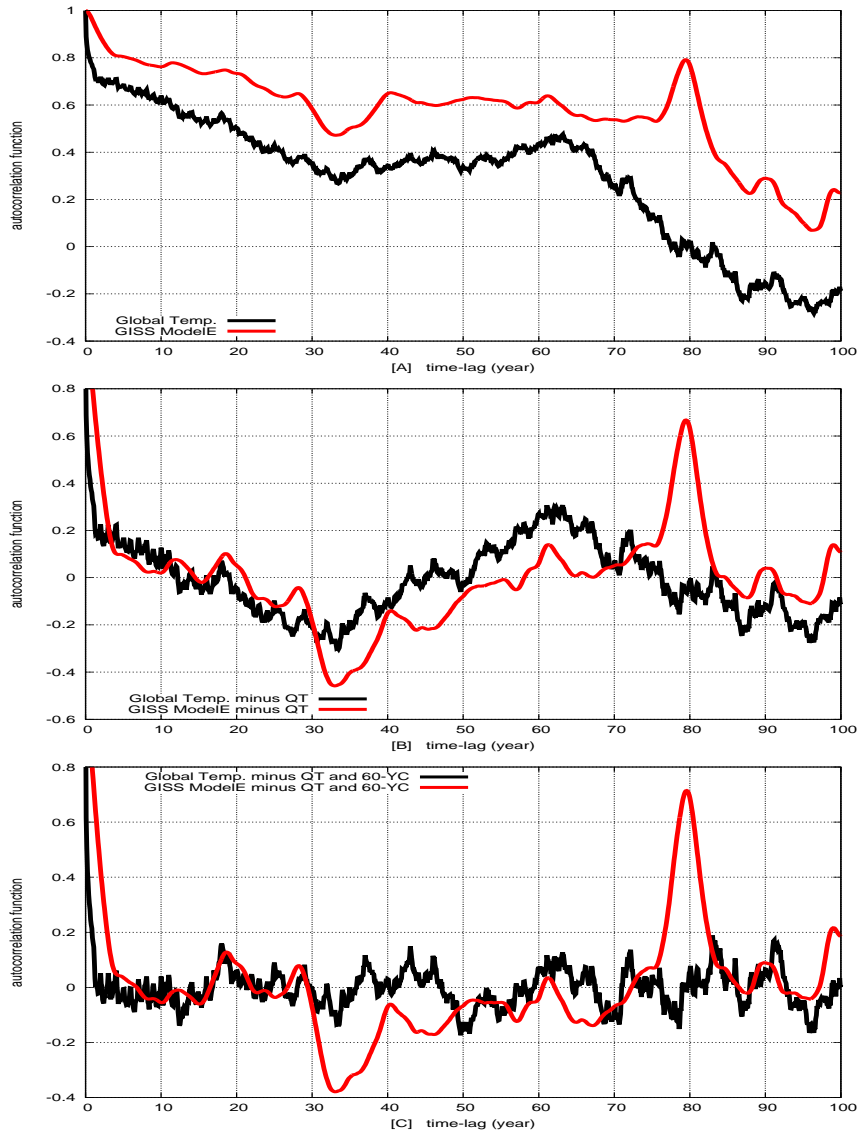 1
0.8
0.6
0.4
0.2
0
-0.2
-0.4
autocorrelation function
Global Temp.
GISS ModelE
0 10 20 30 40 50 60 70 80 90 100
[A] time-lag (year)
0.8
0.6
0.4
0.2
0
-0.2
-0.4
-0.6
autocorrelation function
Global Temp. minus QT
GISS ModelE minus QT
0 10 20 30 40 50 60 70 80 90 100
[B] time-lag (year)
0.8
0.6
0.4
0.2
0
-0.2
-0.4
autocorrelation function
Global Temp. minus QT and 60-YC
GISS ModelE minus QT and 60-YC
0 10 20 30 40 50 60 70 80 90 100
[C] time-lag (year)